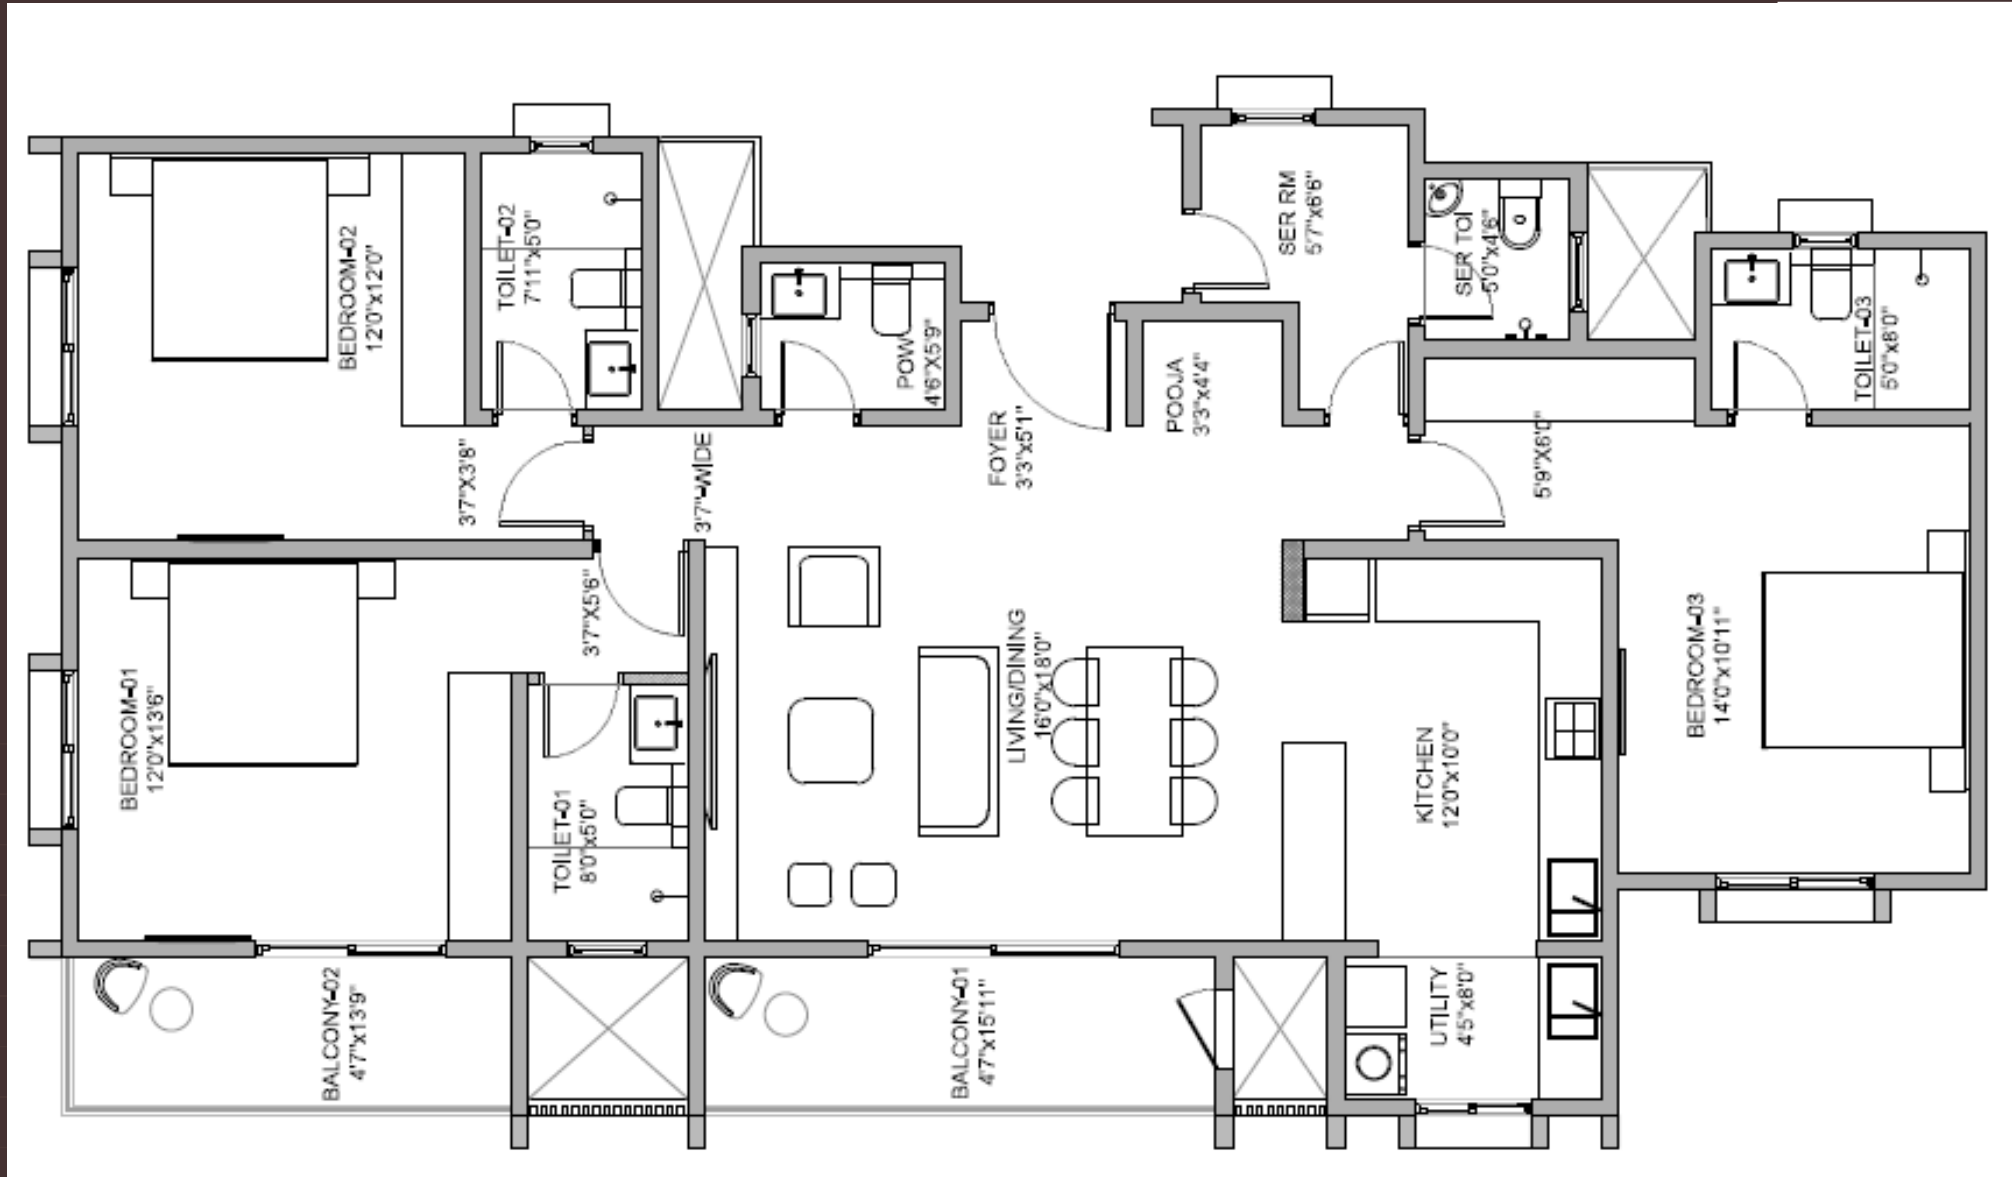 BEDROOM-02
12'0"x12'0"
TOILET-02
7'11"x5'0"
POW
4'6"X5'9"
FOYER
3'3"x5'1"
POOJA
3'3"x4'4"
SER RM
5'7"x6'6"
SER TOI
5'0"x4'6"
TOILET-03
5'0"x8'0"
3'7"X3'8"
3'7"-WIDE
5'9"X6'0"
3'7"X5'6"
BEDROOM-01
12'0"x13'6"
TOILET-01
8'0"x5'0"
LIVING/DINING
16'0"x18'0"
KITCHEN
12'0"x10'0"
BEDROOM-03
14'0"x10'11"
BALCONY-02
4'7"x13'9"
BALCONY-01
4'7"x15'11"
UTILITY
4'5"x8'0"